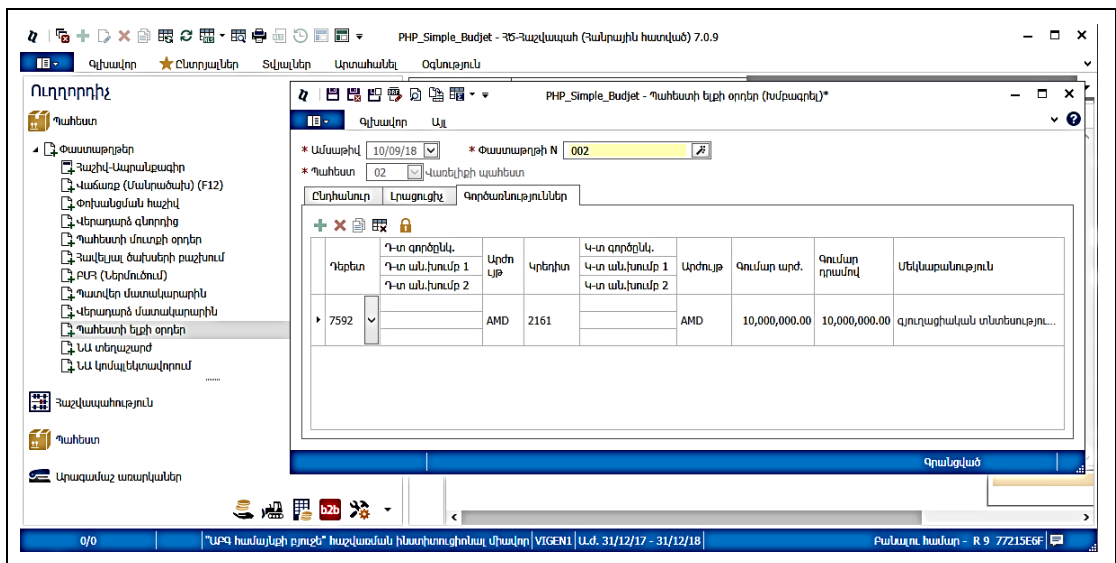 PHP_Simple_Budjet - ՀԾ-Հաշվապահ (Հանրային հատված) 7.0.9
Գլխավոր Ընտրյալներ Տվյալներ Արտահանել Օգնություն
Ուղղորդիչ
Պահեստ
Փաստաթղթեր
Հաշիվ-Ապրանքագիր
Վաճառք (Մանրածախ) (F12)
Փոխանցման հաշիվ
Վերադարձ գնորդից
Պահեստի մուտքի օրդեր
Հավելյալ ծախսերի բաշխում
ԲՄՀ (Ներմուծում)
Պատվեր մատակարարին
Վերադարձ մատակարարին
Պահեստի ելքի օրդեր
ՆԱ տեղաշարժ
ՆԱ կոմպլեկտավորում
Հաշվապահություն
Պահեստ
Արագամաշ առարկաներ
b2b
PHP_Simple_Budjet - Պահեստի ելքի օրդեր (Խմբագրել)*
Գլխավոր Այլ
* Ամսաթիվ 10/09/18 * Փաստաթղթի N 002
* Պահեստ 02 Վառելիքի պահեստ
Ընդհանուր Լրացուցիչ Գործառնություններ
Դեբետ Դ-տ գործընկ. Դ-տ ան.խումբ 1 Դ-տ ան.խումբ 2 Արժույթ Կրեդիտ Կ-տ գործընկ. Կ-տ ան.խումբ 1 Կ-տ ան.խումբ 2 Արժույթ Գումար արժ. Գումար դրամով Մեկնաբանություն
7592 AMD 2161 AMD 10,000,000.00 10,000,000.00 գյուղացիական տնտեսությու...
Գրանցված
0/0 "ԱԲԳ համայնքի բյուջե" հաշվառման ինստիտուցիոնալ միավոր VIGEN1 Ա.Ժ. 31/12/17 - 31/12/18 Բանալու համար - R 9 77215E6F